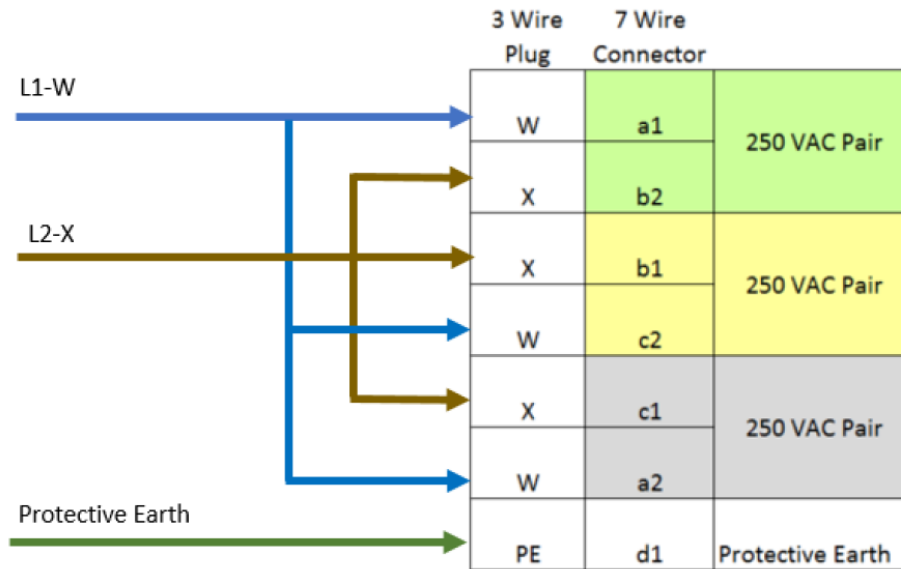 3 Wire Plug
7 Wire Connector
L1-W
W
a1
250 VAC Pair
X
b2
L2-X
X
b1
250 VAC Pair
W
c2
X
c1
250 VAC Pair
W
a2
Protective Earth
PE
d1
Protective Earth